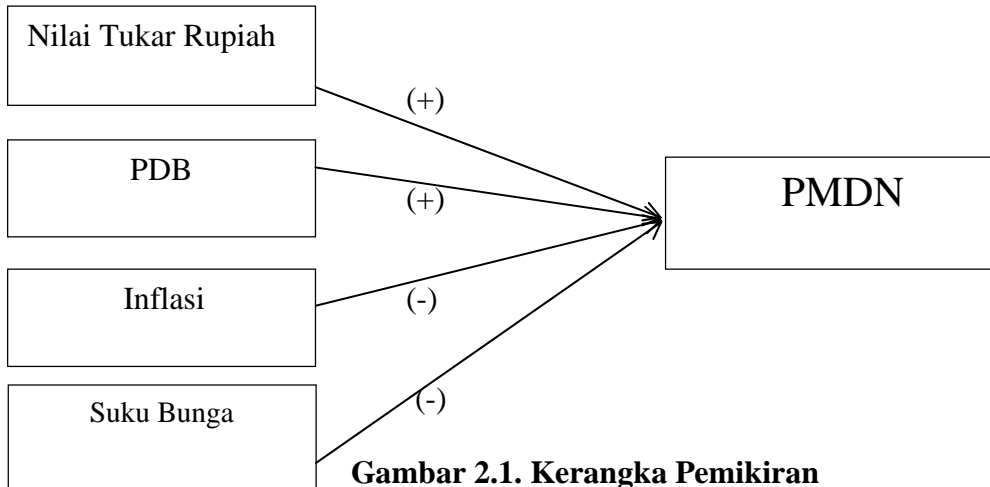 Nilai Tukar Rupiah
(+)
PDB
(+)
PMDN
Inflasi
(-)
Suku Bunga
(-)
Gambar 2.1. Kerangka Pemikiran